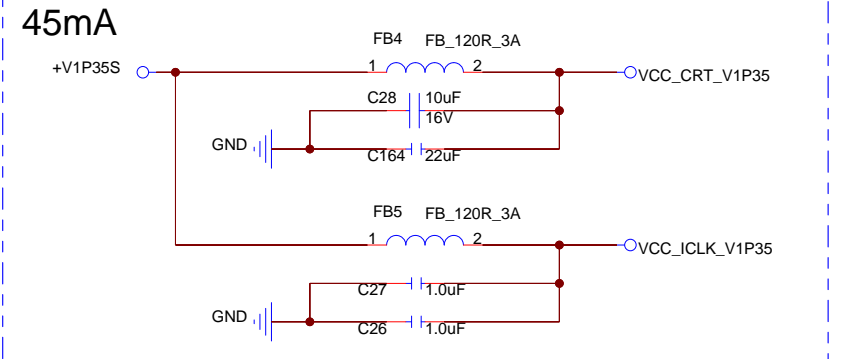 45mA
FB4 FB_120R_3A
+V1P35S 1 2 VCC_CRT_V1P35
C28 10uF
16V
GND
C164 22uF
FB5 FB_120R_3A
1 2 VCC_ICLK_V1P35
C27 1.0uF
GND
C26 1.0uF